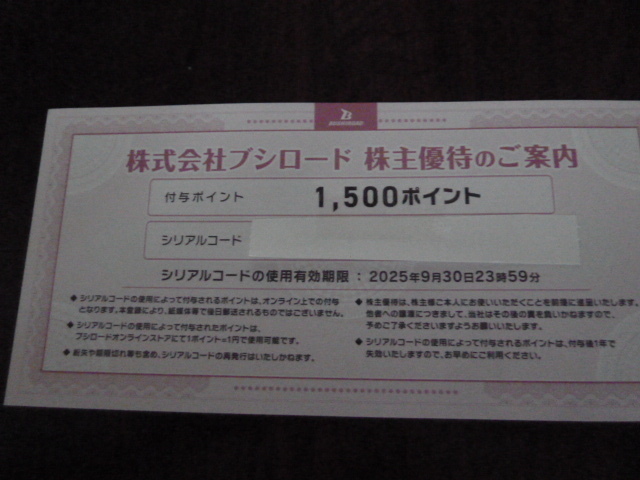 BUSHIROAD
株式会社ブシロード 株主優待のご案内
付与ポイント 1,500ポイント
シリアルコード
シリアルコードの使用有効期限 : 2025年9月30日23時59分
◆ シリアルコードの使用によって付与されるポイントは、オンライン上での付与
となります。本登録により、紙媒体等で後日郵送されるものではございません。
◆ シリアルコードの使用によって付与されたポイントは、
ブシロードオンラインストアにて1ポイント=1円で使用可能です。
◆ 紛失や期限切れ等も含め、シリアルコードの再発行はいたしかねます。
◆ 株主優待は、株主様ご本人にお使いいただくことを前提に進呈いたします。
他者への譲渡につきまして、当社はその後の責を負いかねますので、
予めご了承くださいますようお願いいたします。
◆ シリアルコードの使用によって付与されるポイントは、付与後1年で
失効いたしますので、お早めにご利用ください。